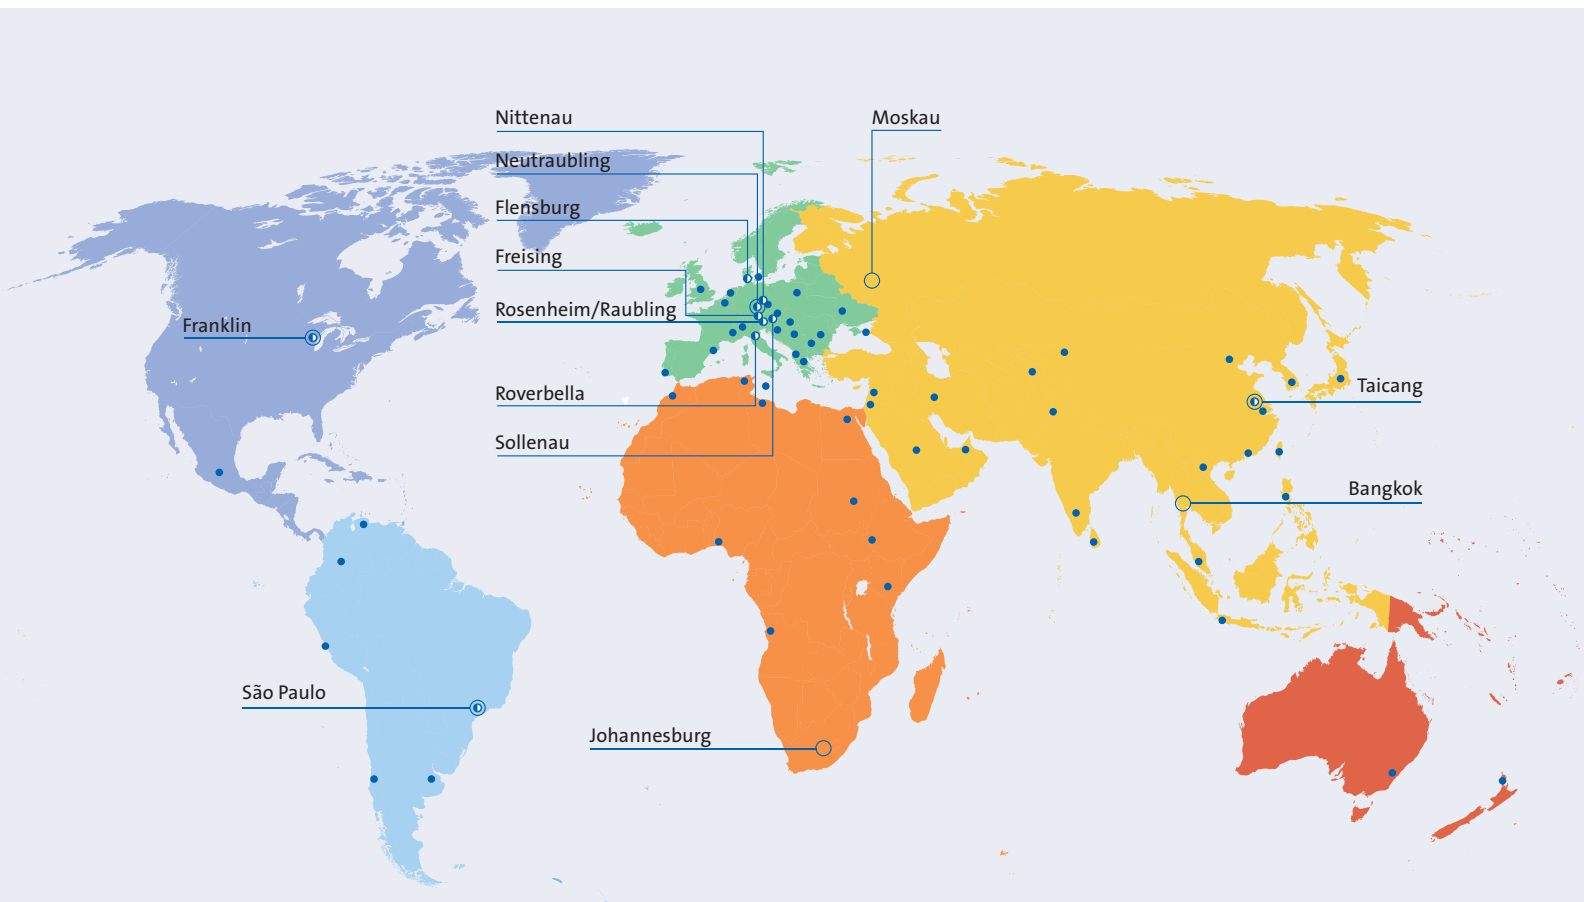 Nittenau
Moskau
Neutraubling
Flensburg
Freising
Rosenheim/Raubling
Franklin
Taicang
Roverbella
Sollenau
Bangkok
São Paulo
Johannesburg